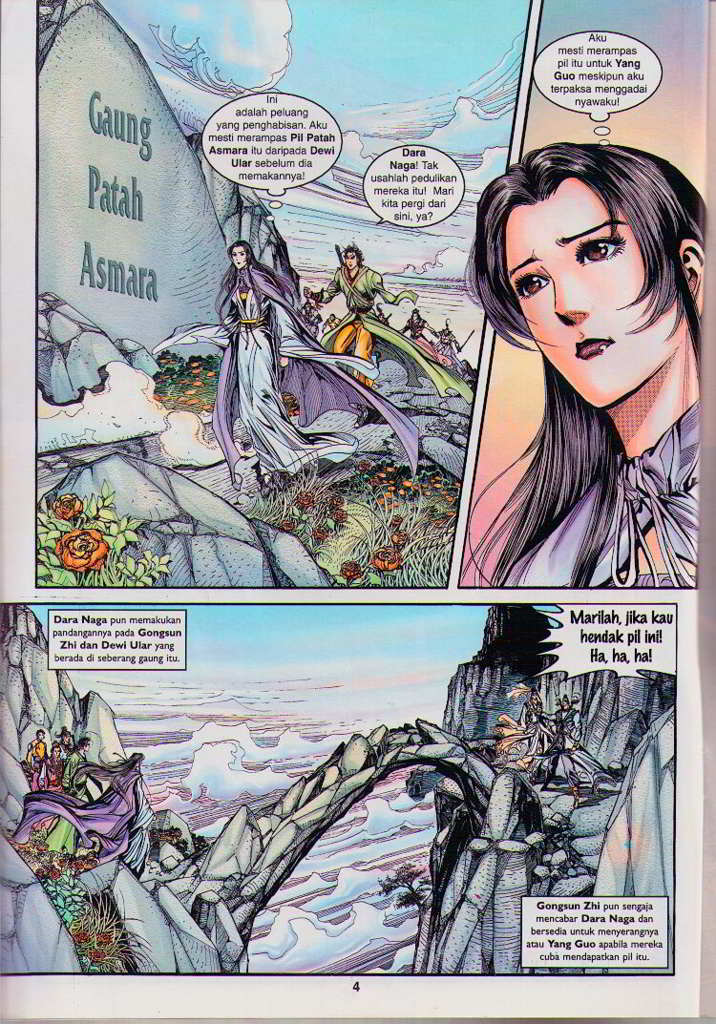 Gaung
Patah
Asmara
Ini
adalah peluang
yang penghabisan. Aku
mesti merampas Pil Patah
Asmara itu daripada Dewi
Ular sebelum dia
memakannya!
Dara
Naga! Tak
usahlah pedulikan
mereka itu! Mari
kita pergi dari
sini, ya?
Aku
mesti merampas
pil itu untuk Yang
Guo meskipun aku
terpaksa menggadai
nyawaku!
Dara Naga pun memakukan
pandangannya pada Gongsun
Zhi dan Dewi Ular yang
berada di seberang gaung itu.
Marilah, jika kau
hendak pil ini!
Ha, ha, ha!
Gongsun Zhi pun sengaja
mencabar Dara Naga dan
bersedia untuk menyerangnya
atau Yang Guo apabila mereka
cuba mendapatkan pil itu.
4